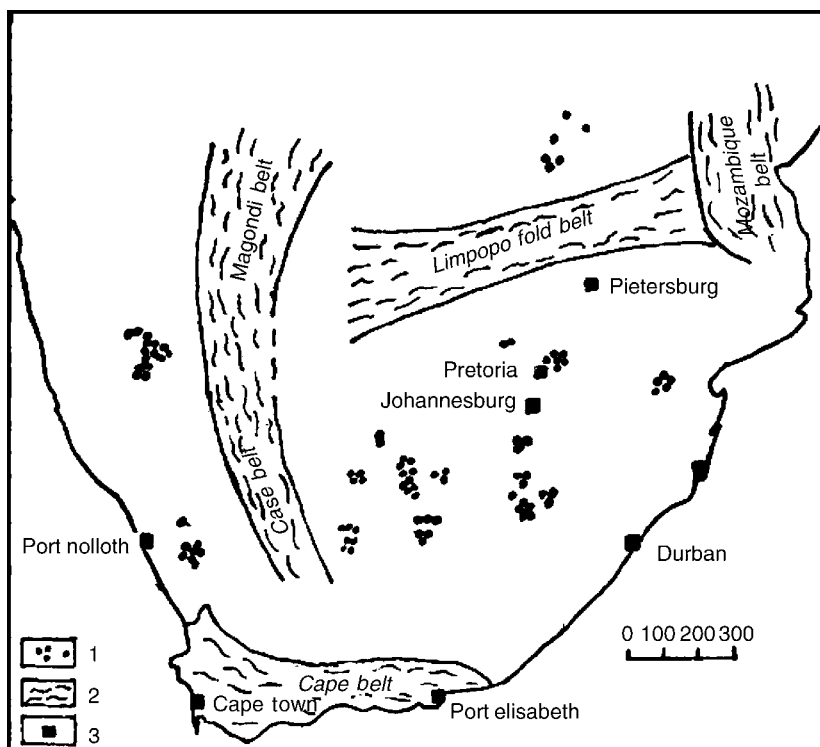 Magondi belt
Mozambique
belt
Limpopo fold belt
Pietersburg
Pretoria
Johannesburg
Case belt
Port nolloth
Durban
0 100 200 300
1
2
Cape belt
Cape town
Port elisabeth
3